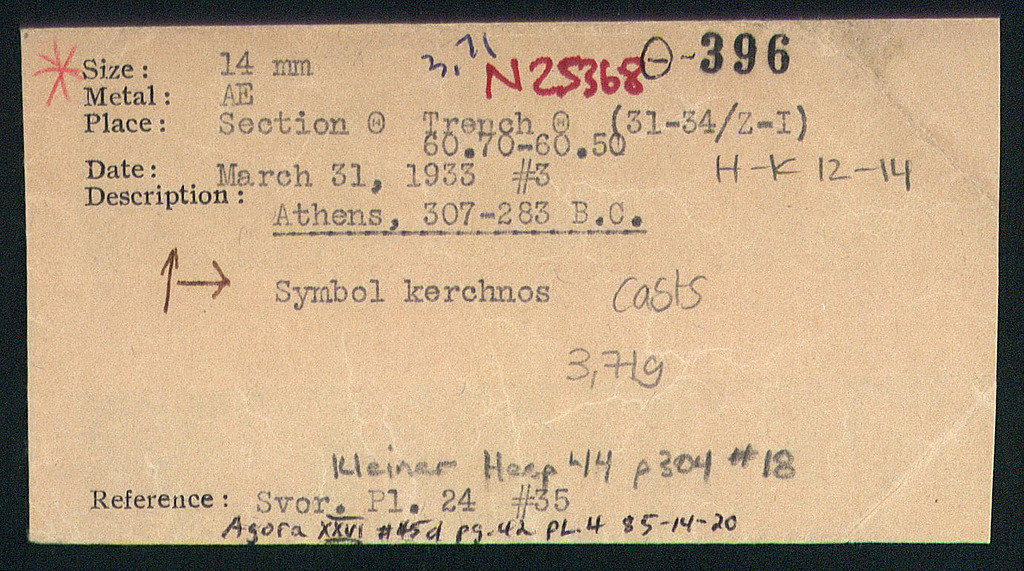 * Size: 14 mm 3.71 N25368 Θ-396
Metal: AE
Place: Section Θ Trench Θ (31-34/Z-I)
60.70-60.50
Date: March 31, 1933 #3 H-K 12-14
Description:
Athens, 307-283 B.C.
↑→ Symbol kerchnos casts
3,71g
Kleiner Hesp 44 p304 #18
Reference: Svor. Pl. 24 #35
Agora XXVI #45d pg. 42 PL.4 85-14-20